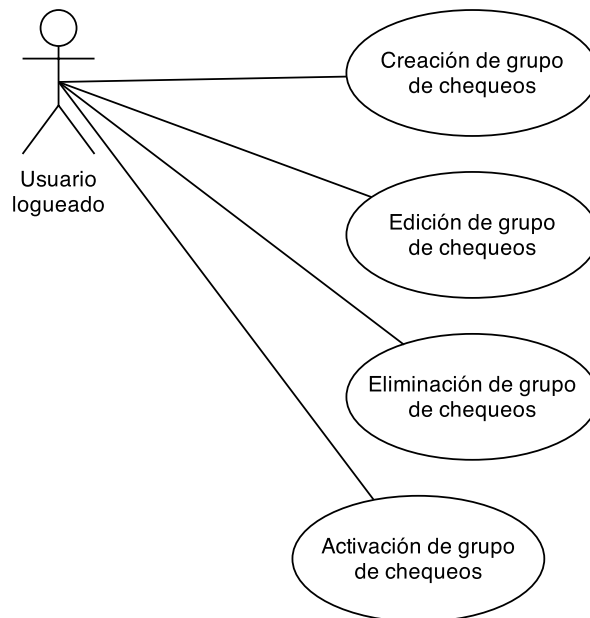 Creación de grupo
de chequeos
Usuario
logueado
Edición de grupo
de chequeos
Eliminación de grupo
de chequeos
Activación de grupo
de chequeos